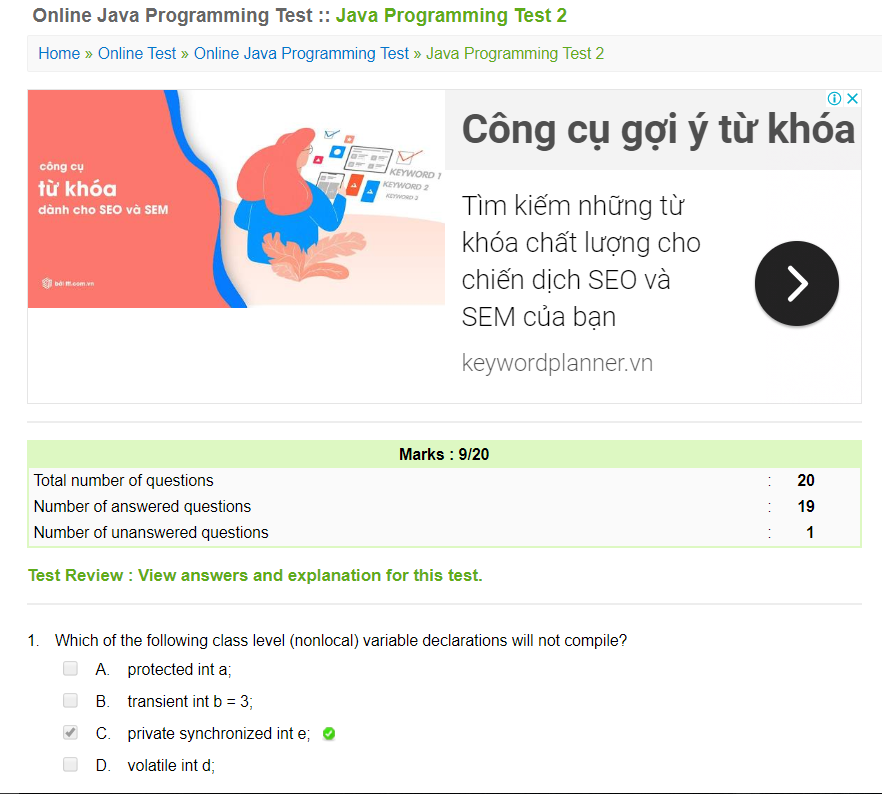 Online Java Programming Test :: Java Programming Test 2
Home » Online Test » Online Java Programming Test » Java Programming Test 2
công cụ
từ khóa
dành cho SEO và SEM
bởi itf.com.vn
KEYWORD 1
KEYWORD 2
KEYWORD 3
Công cụ gợi ý từ khóa
Tìm kiếm những từ
khóa chất lượng cho
chiến dịch SEO và
SEM của bạn
keywordplanner.vn
Marks : 9/20
Total number of questions : 20
Number of answered questions : 19
Number of unanswered questions : 1
Test Review : View answers and explanation for this test.
1. Which of the following class level (nonlocal) variable declarations will not compile?
A. protected int a;
B. transient int b = 3;
C. private synchronized int e;
D. volatile int d;